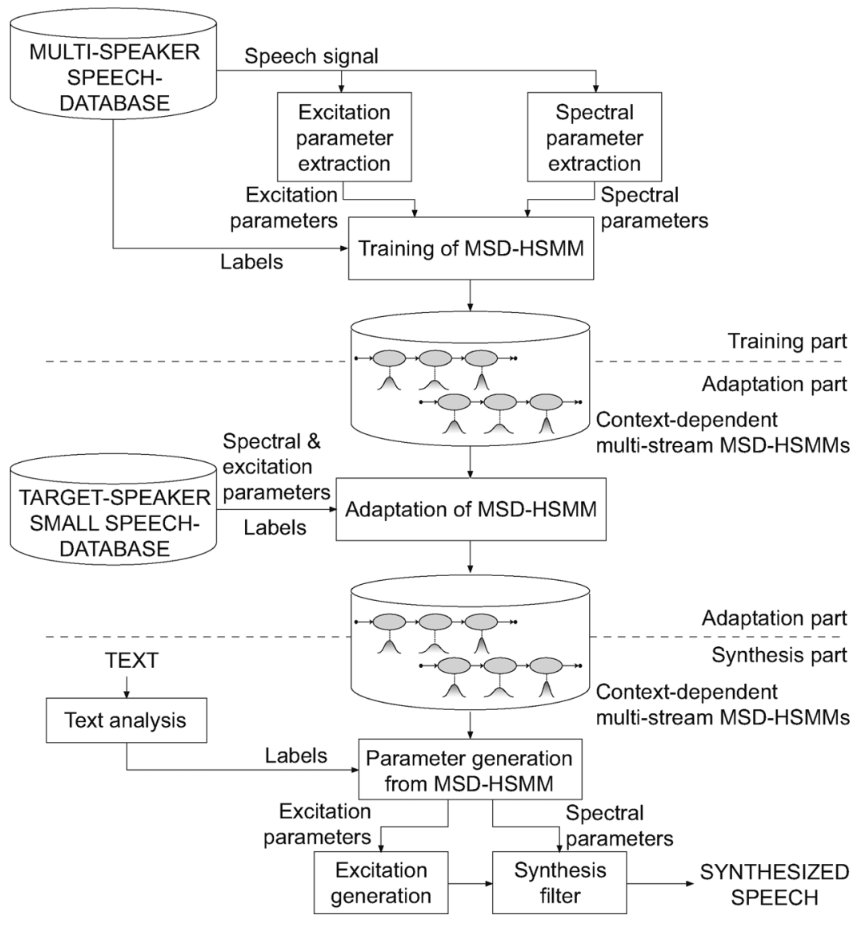 MULTI-SPEAKER
SPEECH-
DATABASE
Speech signal
Excitation
parameter
extraction
Spectral
parameter
extraction
Excitation
parameters
Spectral
parameters
Labels
Training of MSD-HSMM
Training part
Adaptation part
Context-dependent
multi-stream MSD-HSMMs
Spectral &
excitation
parameters
TARGET-SPEAKER
SMALL SPEECH-
DATABASE
Labels
Adaptation of MSD-HSMM
Adaptation part
Synthesis part
Context-dependent
multi-stream MSD-HSMMs
TEXT
Text analysis
Labels
Parameter generation
from MSD-HSMM
Excitation
parameters
Spectral
parameters
Excitation
generation
Synthesis
filter
SYNTHESIZED
SPEECH